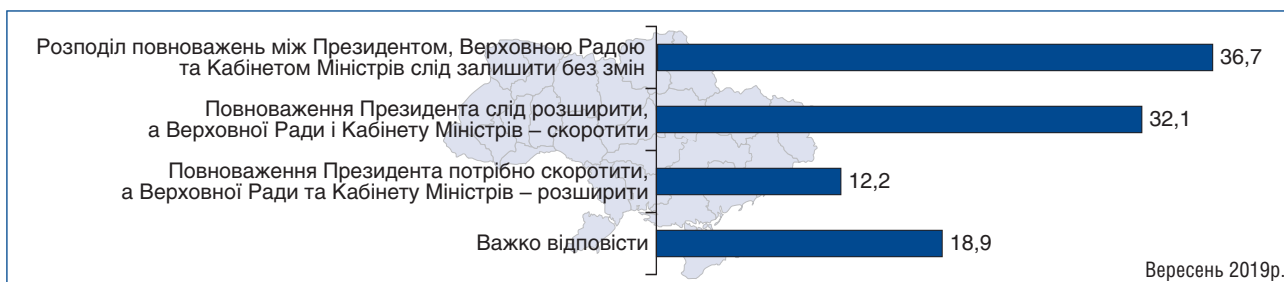 Розподіл повноважень між Президентом, Верховною Радою
та Кабінетом Міністрів слід залишити без змін
36,7
Повноваження Президента слід розширити,
а Верховної Ради і Кабінету Міністрів – скоротити
32,1
Повноваження Президента потрібно скоротити,
а Верховної Ради та Кабінету Міністрів – розширити
12,2
Важко відповісти
18,9
Вересень 2019р.